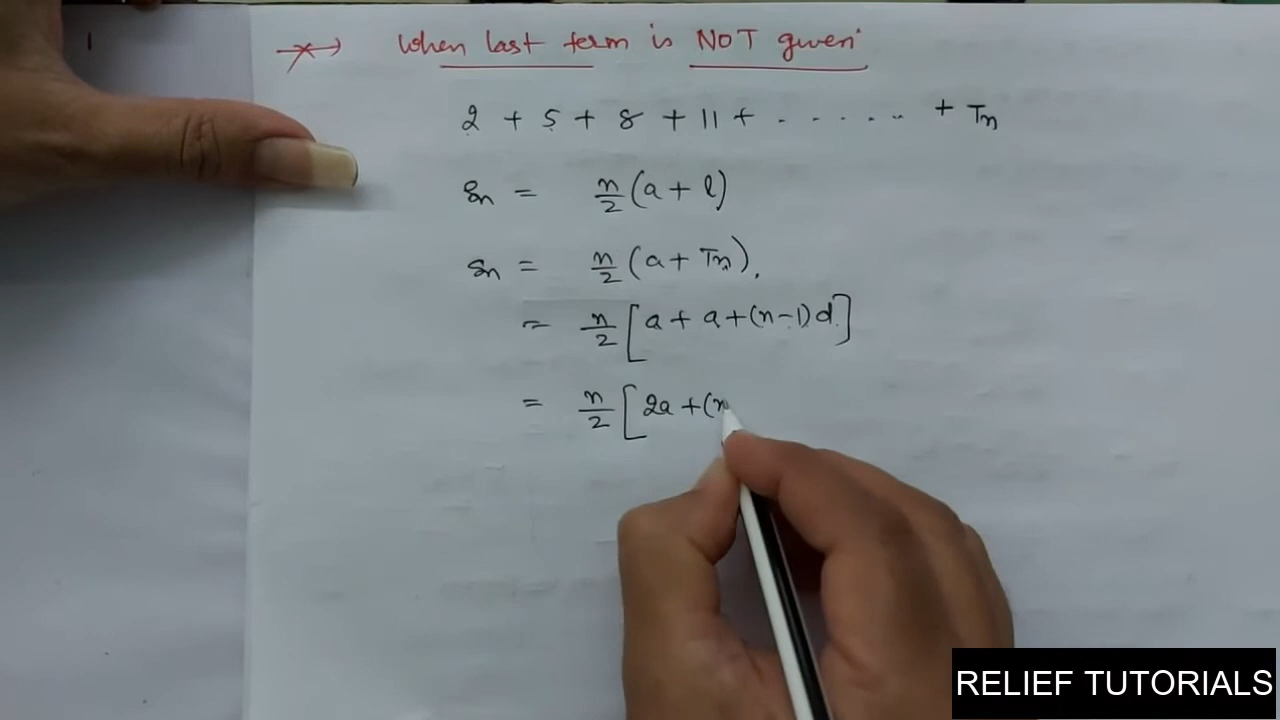 When last term is NOT given
2 + 5 + 8 + 11 + . . . . . .. + Tn
Sn = n/2 (a + l)
Sn = n/2 (a + Tn).
= n/2 [a + a + (n-1) d]
= n/2 [2a + (n
RELIEF TUTORIALS